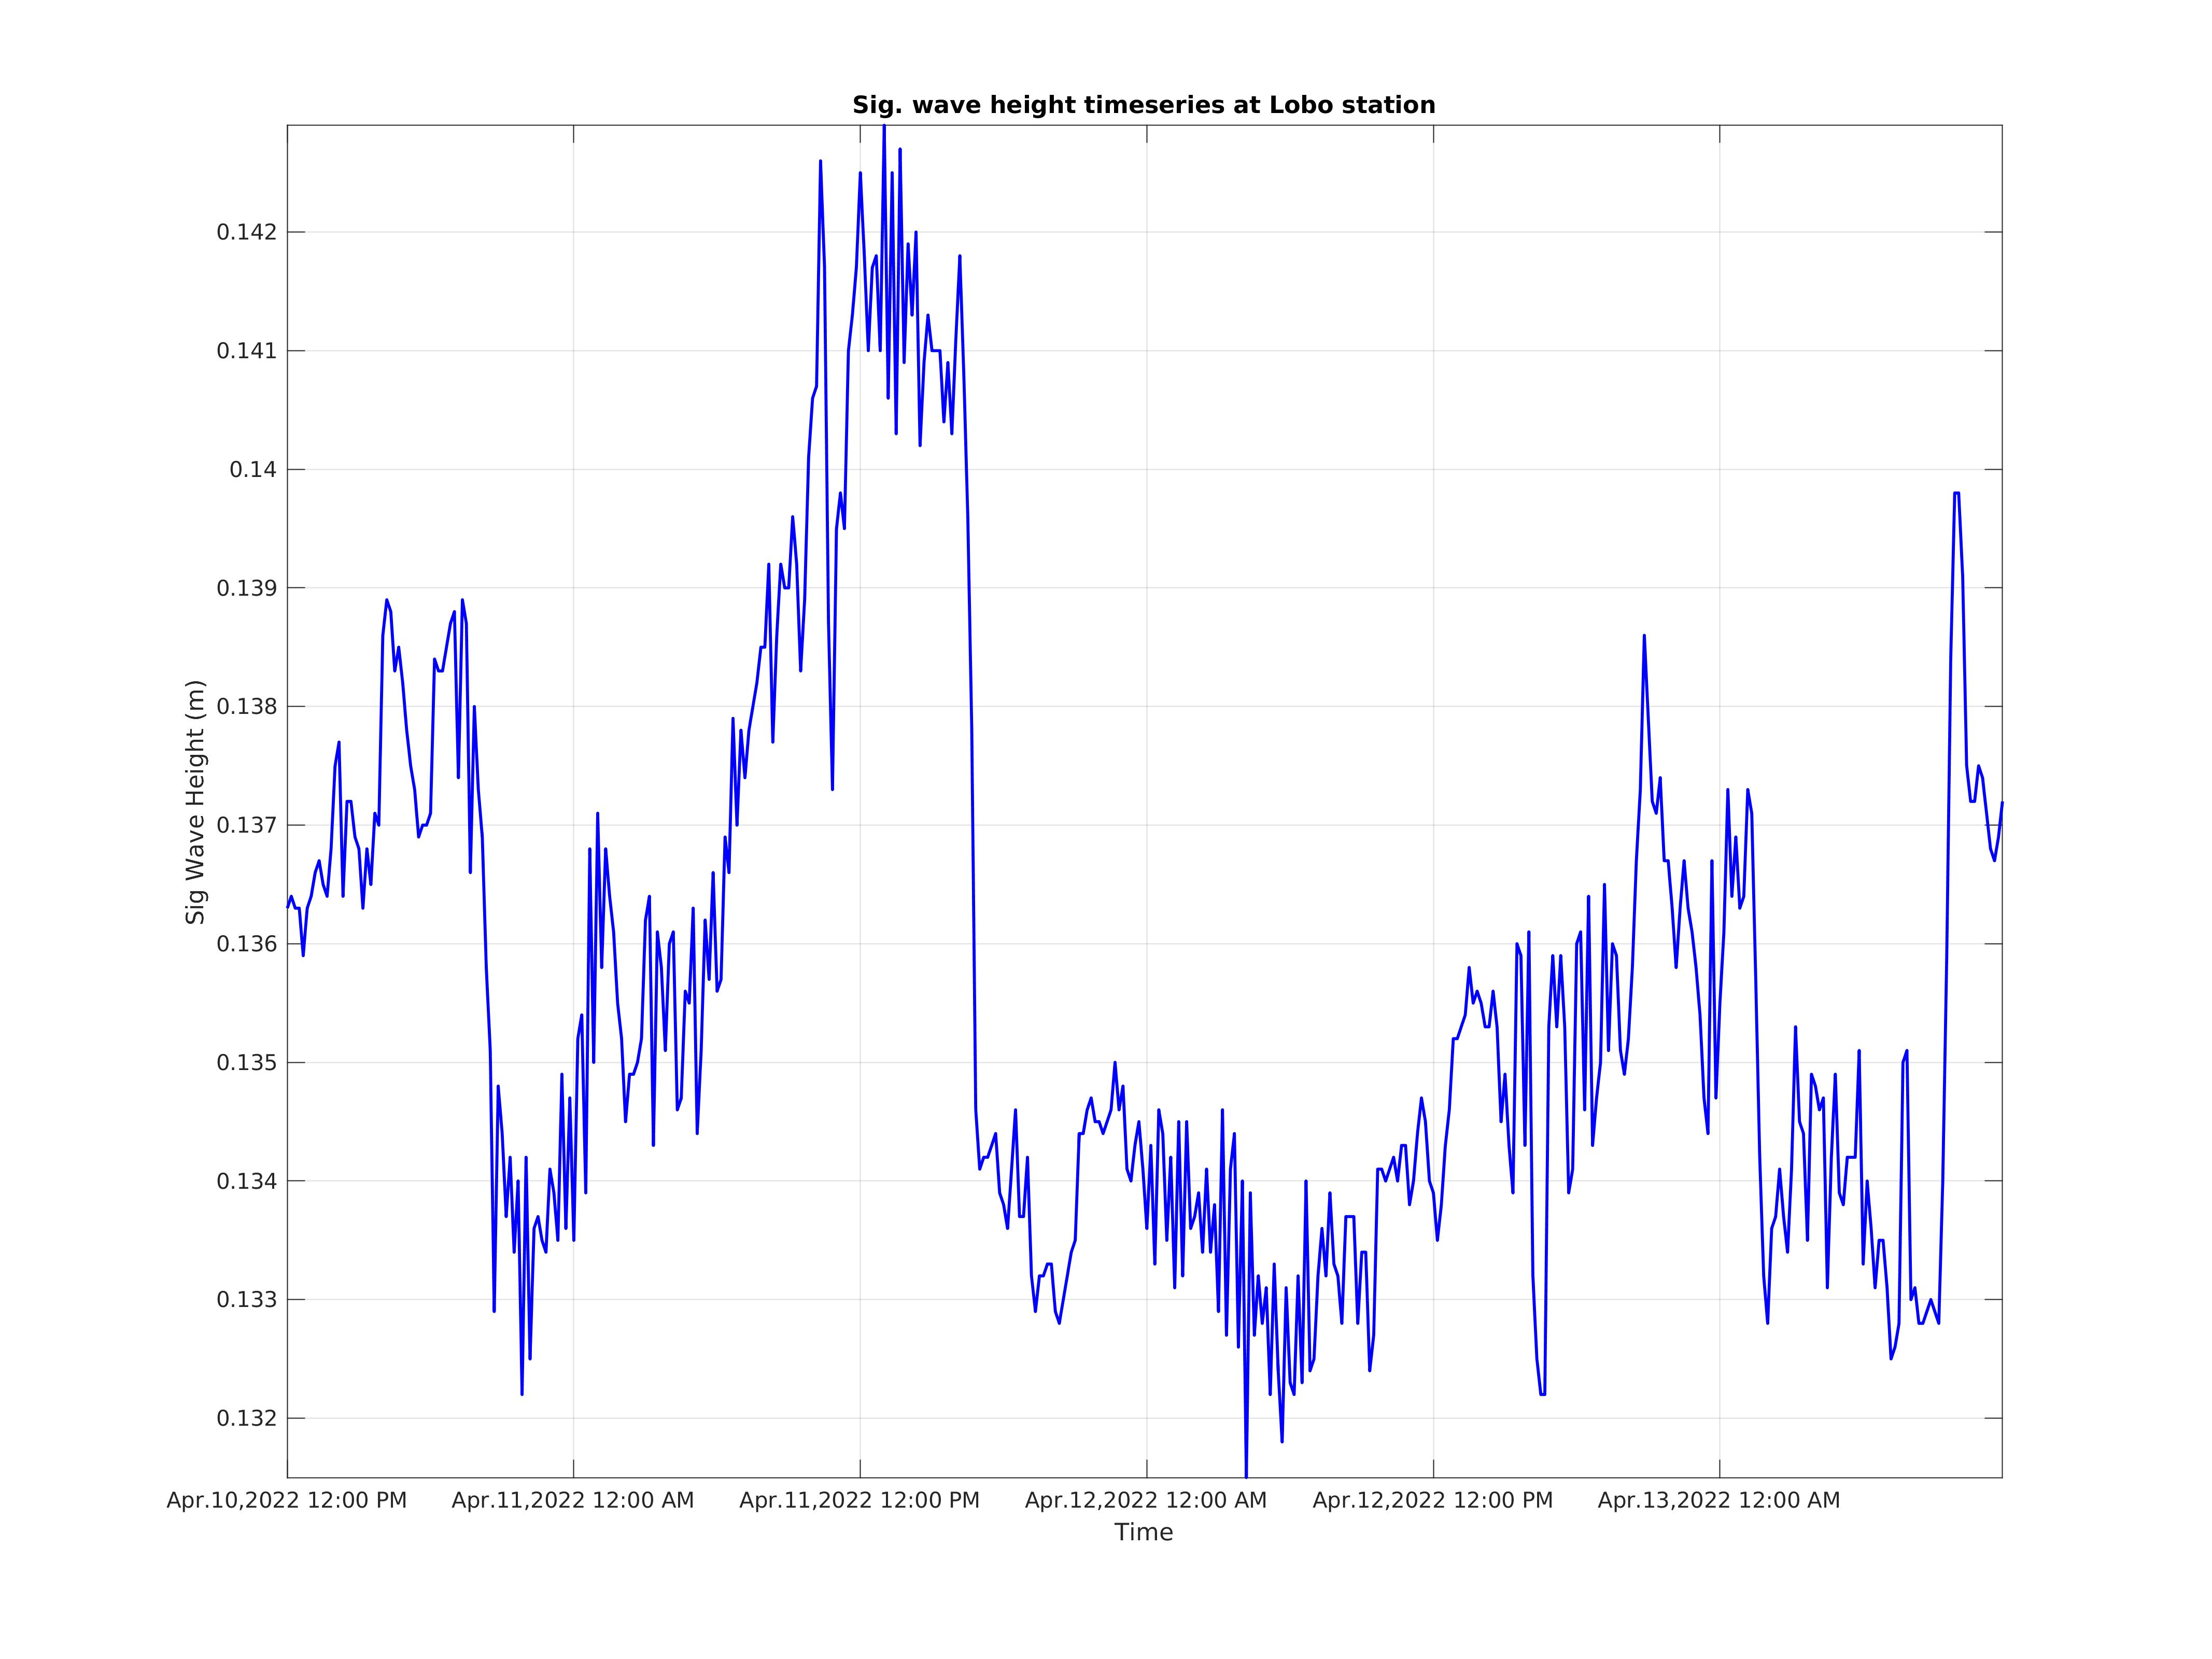 Sig. wave height timeseries at Lobo station
0.142
0.141
0.14
0.139
0.138
0.137
0.136
0.135
0.134
0.133
0.132
Sig Wave Height (m)
Apr.10,2022 12:00 PM Apr.11,2022 12:00 AM Apr.11,2022 12:00 PM Apr.12,2022 12:00 AM Apr.12,2022 12:00 PM Apr.13,2022 12:00 AM
Time